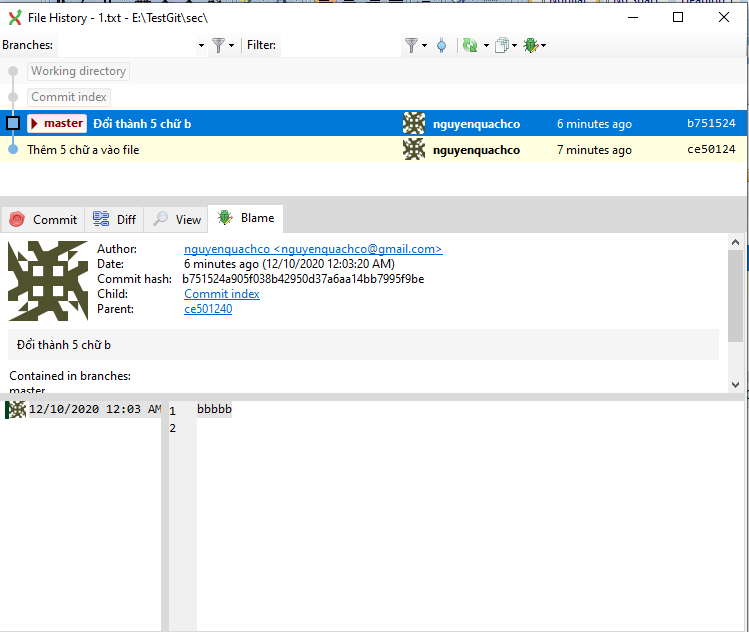 File History - 1.txt - E:\TestGit\sec\
Branches: Filter:
Working directory
Commit index
master Đổi thành 5 chữ b nguyenquachco 6 minutes ago b751524
Thêm 5 chữ a vào file nguyenquachco 7 minutes ago ce50124
Commit Diff View Blame
Author: nguyenquachco <nguyenquachco@gmail.com>
Date: 6 minutes ago (12/10/2020 12:03:20 AM)
Commit hash: b751524a905f038b42950d37a6aa14bb7995f9be
Child: Commit index
Parent: ce501240
Đổi thành 5 chữ b
Contained in branches:
master
12/10/2020 12:03 AM 1 bbbbb
2